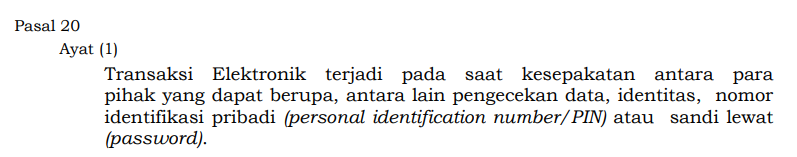 Pasal 20
Ayat (1)
Transaksi Elektronik terjadi pada saat kesepakatan antara para
pihak yang dapat berupa, antara lain pengecekan data, identitas, nomor
identifikasi pribadi (personal identification number/PIN) atau sandi lewat
(password).